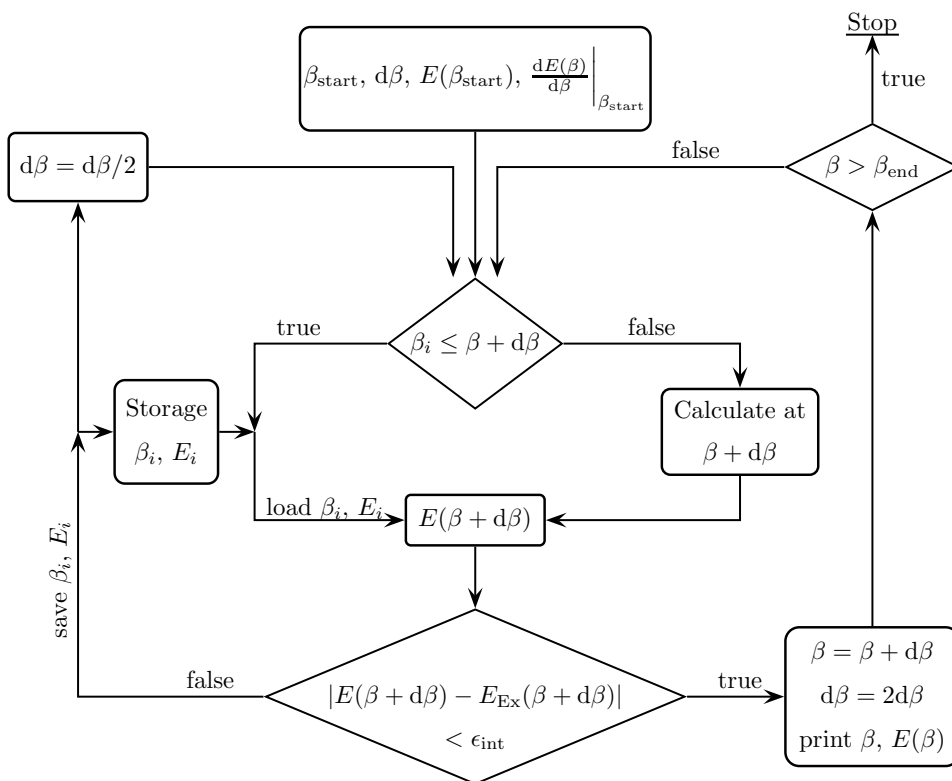 Stop
β_start, dβ, E(β_start), dE(β)/dβ |_β_start
true
dβ = dβ/2
false
β > β_end
true
β_i ≤ β + dβ
false
Storage
β_i, E_i
Calculate at
β + dβ
load β_i, E_i
E(β + dβ)
save β_i, E_i
false
|E(β + dβ) − E_Ex(β + dβ)|
< ϵ_int
true
β = β + dβ
dβ = 2dβ
print β, E(β)